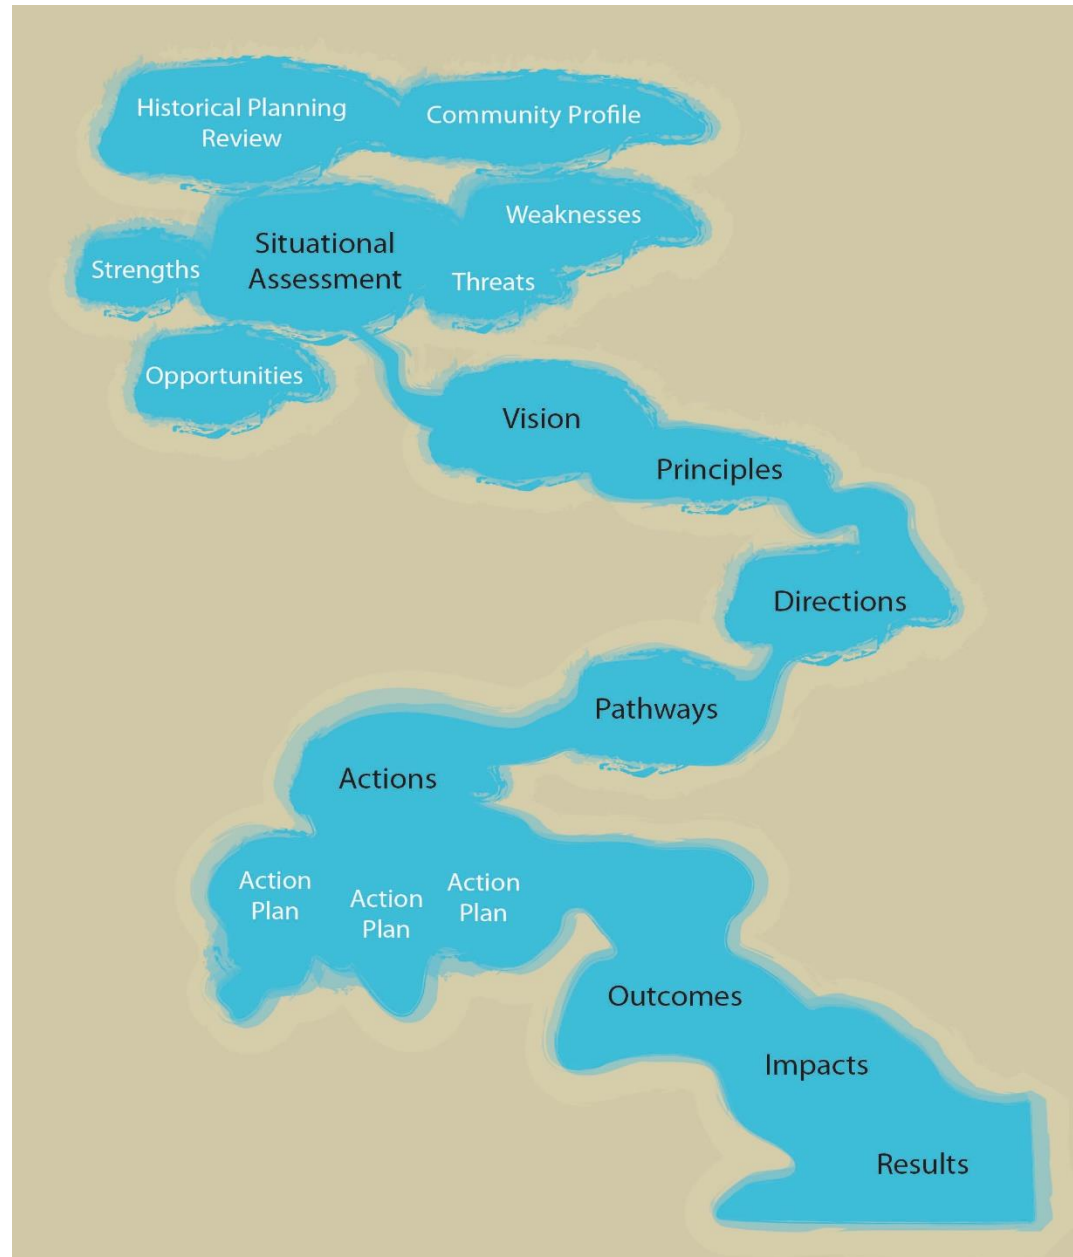 Historical Planning
Review
Community Profile
Weaknesses
Situational
Assessment
Strengths
Threats
Opportunities
Vision
Principles
Directions
Pathways
Actions
Action
Plan
Action
Plan
Action
Plan
Outcomes
Impacts
Results